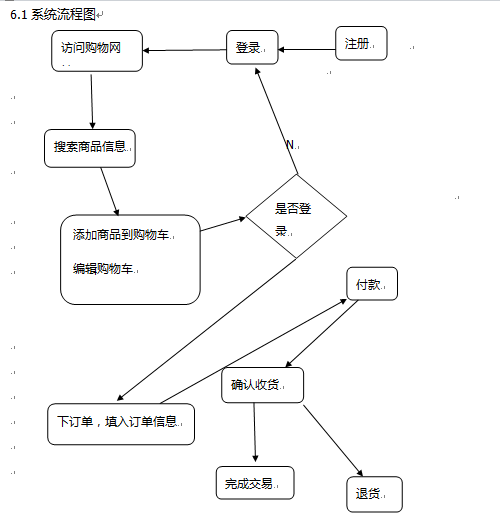 6.1 系统流程图
访问购物网
登录
注册
搜索商品信息
N
添加商品到购物车
编辑购物车
是否登
录
付款
确认收货
下订单，填入订单信息
完成交易
退货